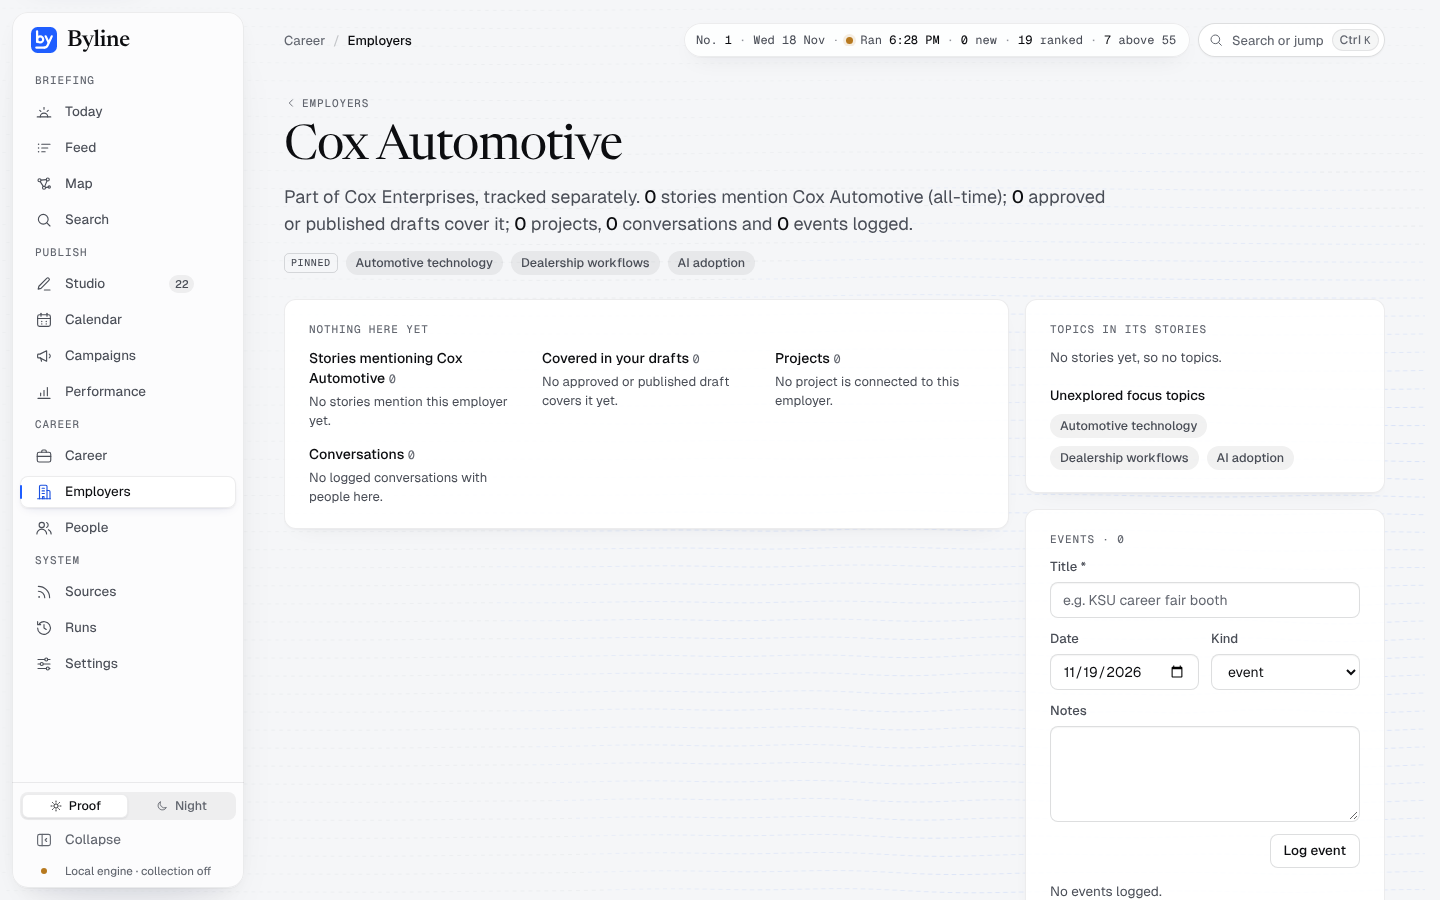 by Byline
BRIEFING
Today
Feed
Map
Search
PUBLISH
Studio 22
Calendar
Campaigns
Performance
CAREER
Career
Employers
People
SYSTEM
Sources
Runs
Settings
Proof Night
Collapse
Local engine · collection off
Career / Employers
No. 1 · Wed 18 Nov · Ran 6:28 PM · 0 new · 19 ranked · 7 above 55
Search or jump Ctrl K
EMPLOYERS
Cox Automotive
Part of Cox Enterprises, tracked separately. 0 stories mention Cox Automotive (all-time); 0 approved
or published drafts cover it; 0 projects, 0 conversations and 0 events logged.
PINNED Automotive technology Dealership workflows AI adoption
NOTHING HERE YET
Stories mentioning Cox
Automotive 0
No stories mention this employer
yet.
Covered in your drafts 0
No approved or published draft
covers it yet.
Projects 0
No project is connected to this
employer.
Conversations 0
No logged conversations with
people here.
TOPICS IN ITS STORIES
No stories yet, so no topics.
Unexplored focus topics
Automotive technology
Dealership workflows AI adoption
EVENTS · 0
Title *
e.g. KSU career fair booth
Date Kind
11/19/2026 event
Notes
Log event
No events logged.